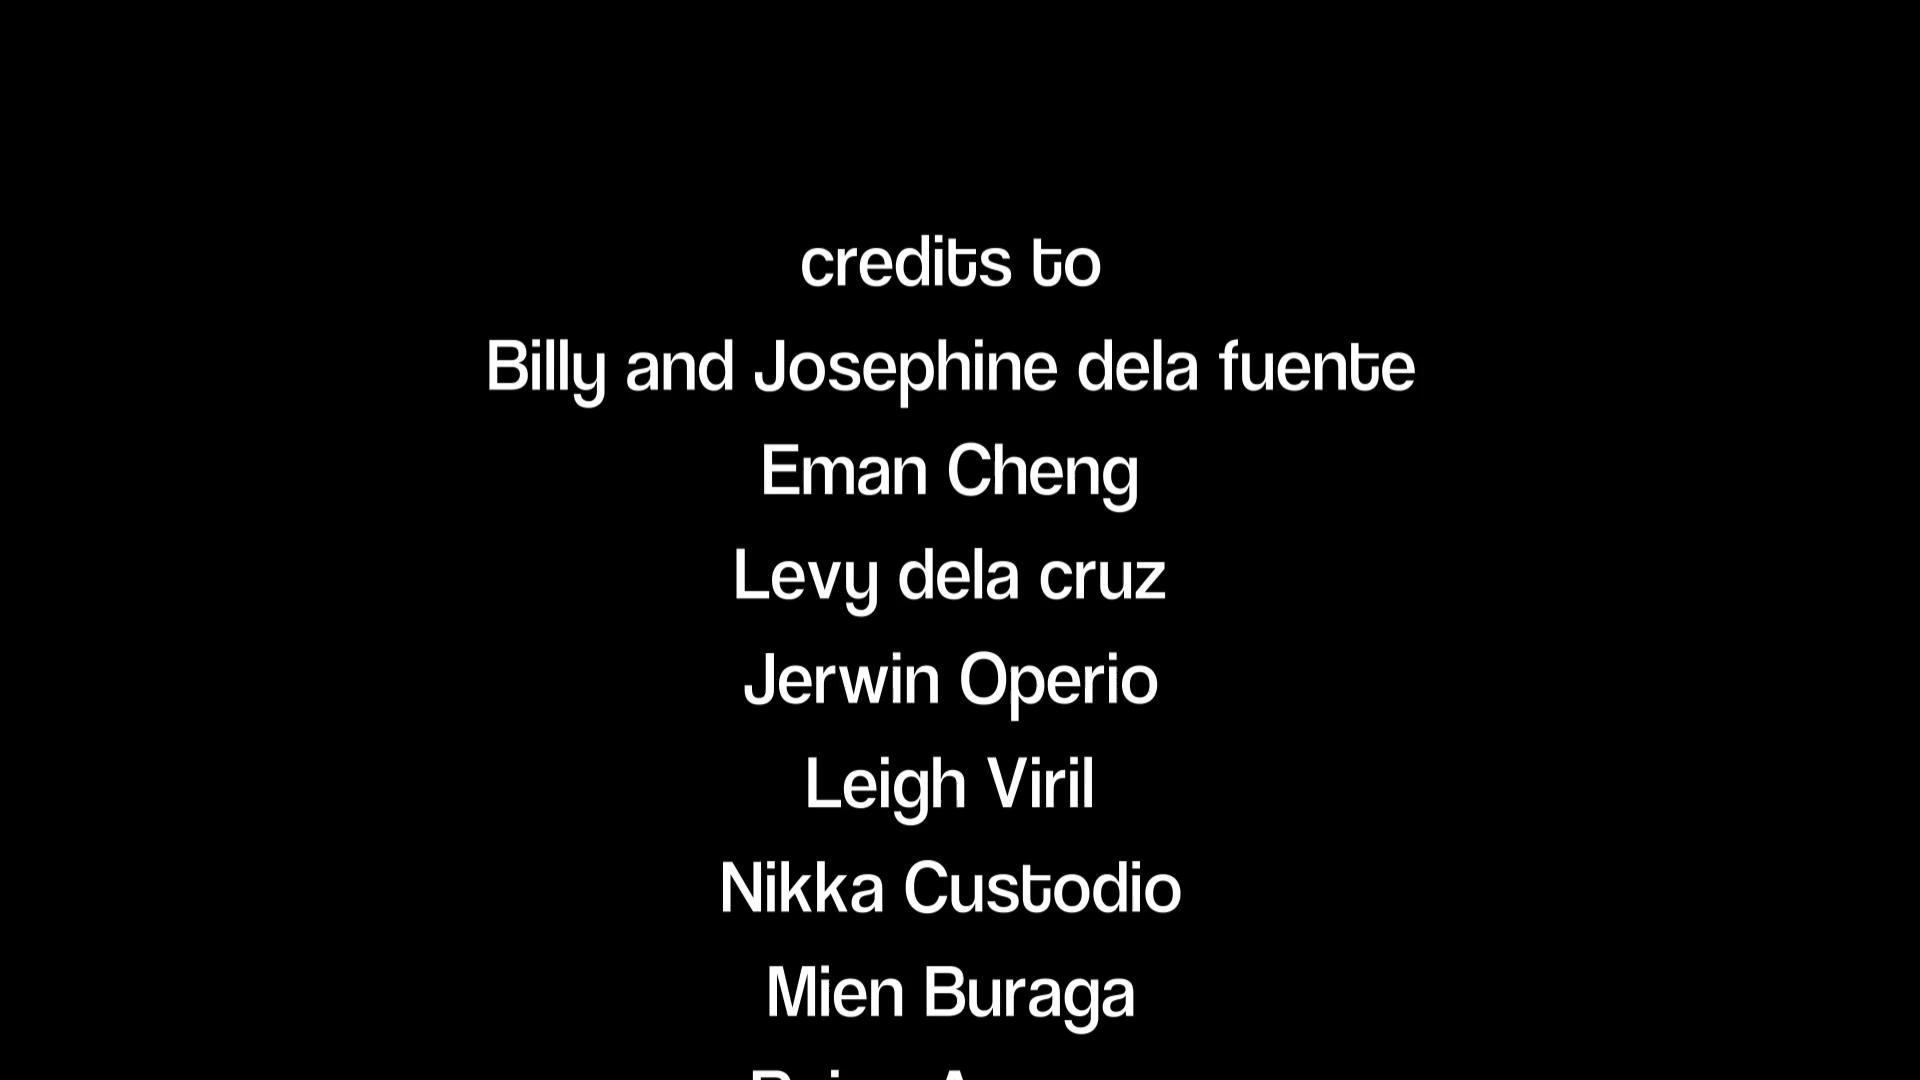 credits to
Billy and Josephine dela fuente
Eman Cheng
Levy dela cruz
Jerwin Operio
Leigh Viril
Nikka Custodio
Mien Buraga